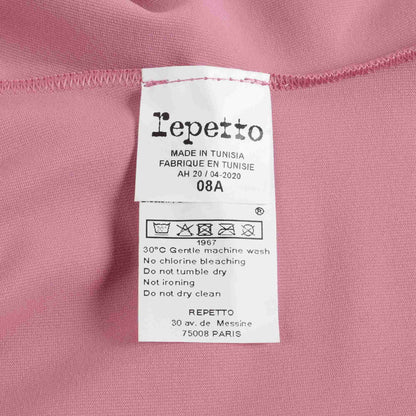 repetto
MADE IN TUNISIA
FABRIQUE EN TUNISIE
AH 20 / 04-2020
08A
®
1967
30°C Gentle machine wash
No chlorine bleaching
Do not tumble dry
Not ironing
Do not dry clean
REPETTO
30 av. de Messine
75008 PARIS